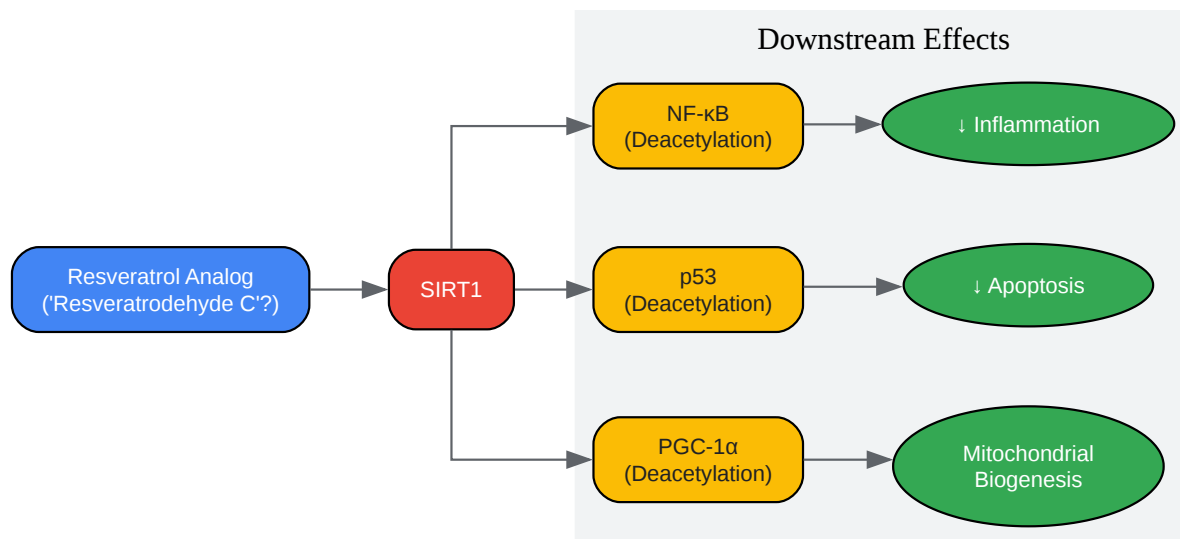 Downstream Effects
Resveratrol Analog
('Resveratrodehyde C'?)
SIRT1
NF-κB
(Deacetylation)
↓ Inflammation
p53
(Deacetylation)
↓ Apoptosis
PGC-1α
(Deacetylation)
Mitochondrial
Biogenesis